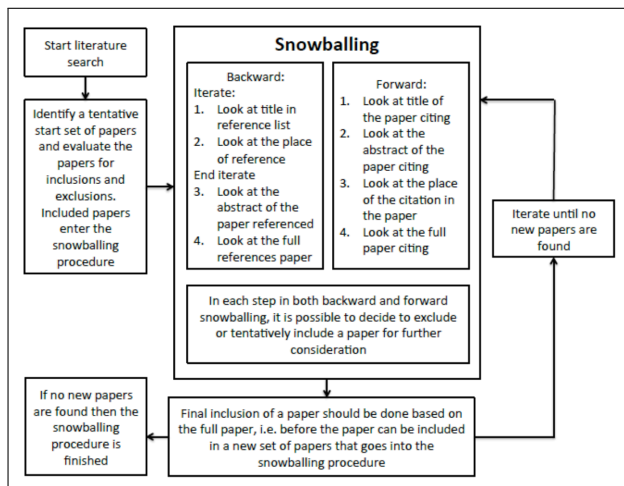 Start literature
search
Identify a tentative
start set of papers
and evaluate the
papers for
inclusions and
exclusions.
Included papers
enter the
snowballing
procedure
Snowballing
Backward:
Iterate:
1. Look at title in
reference list
2. Look at the place
of reference
End iterate
3. Look at the
abstract of the
paper referenced
4. Look at the full
references paper
Forward:
1. Look at title of
the paper citing
2. Look at the
abstract of the
paper citing
3. Look at the place
of the citation in
the paper
4. Look at the full
paper citing
In each step in both backward and forward
snowballing, it is possible to decide to exclude
or tentatively include a paper for further
consideration
Iterate until no
new papers are
found
If no new papers
are found then the
snowballing
procedure is
finished
Final inclusion of a paper should be done based on
the full paper, i.e. before the paper can be included
in a new set of papers that goes into the
snowballing procedure